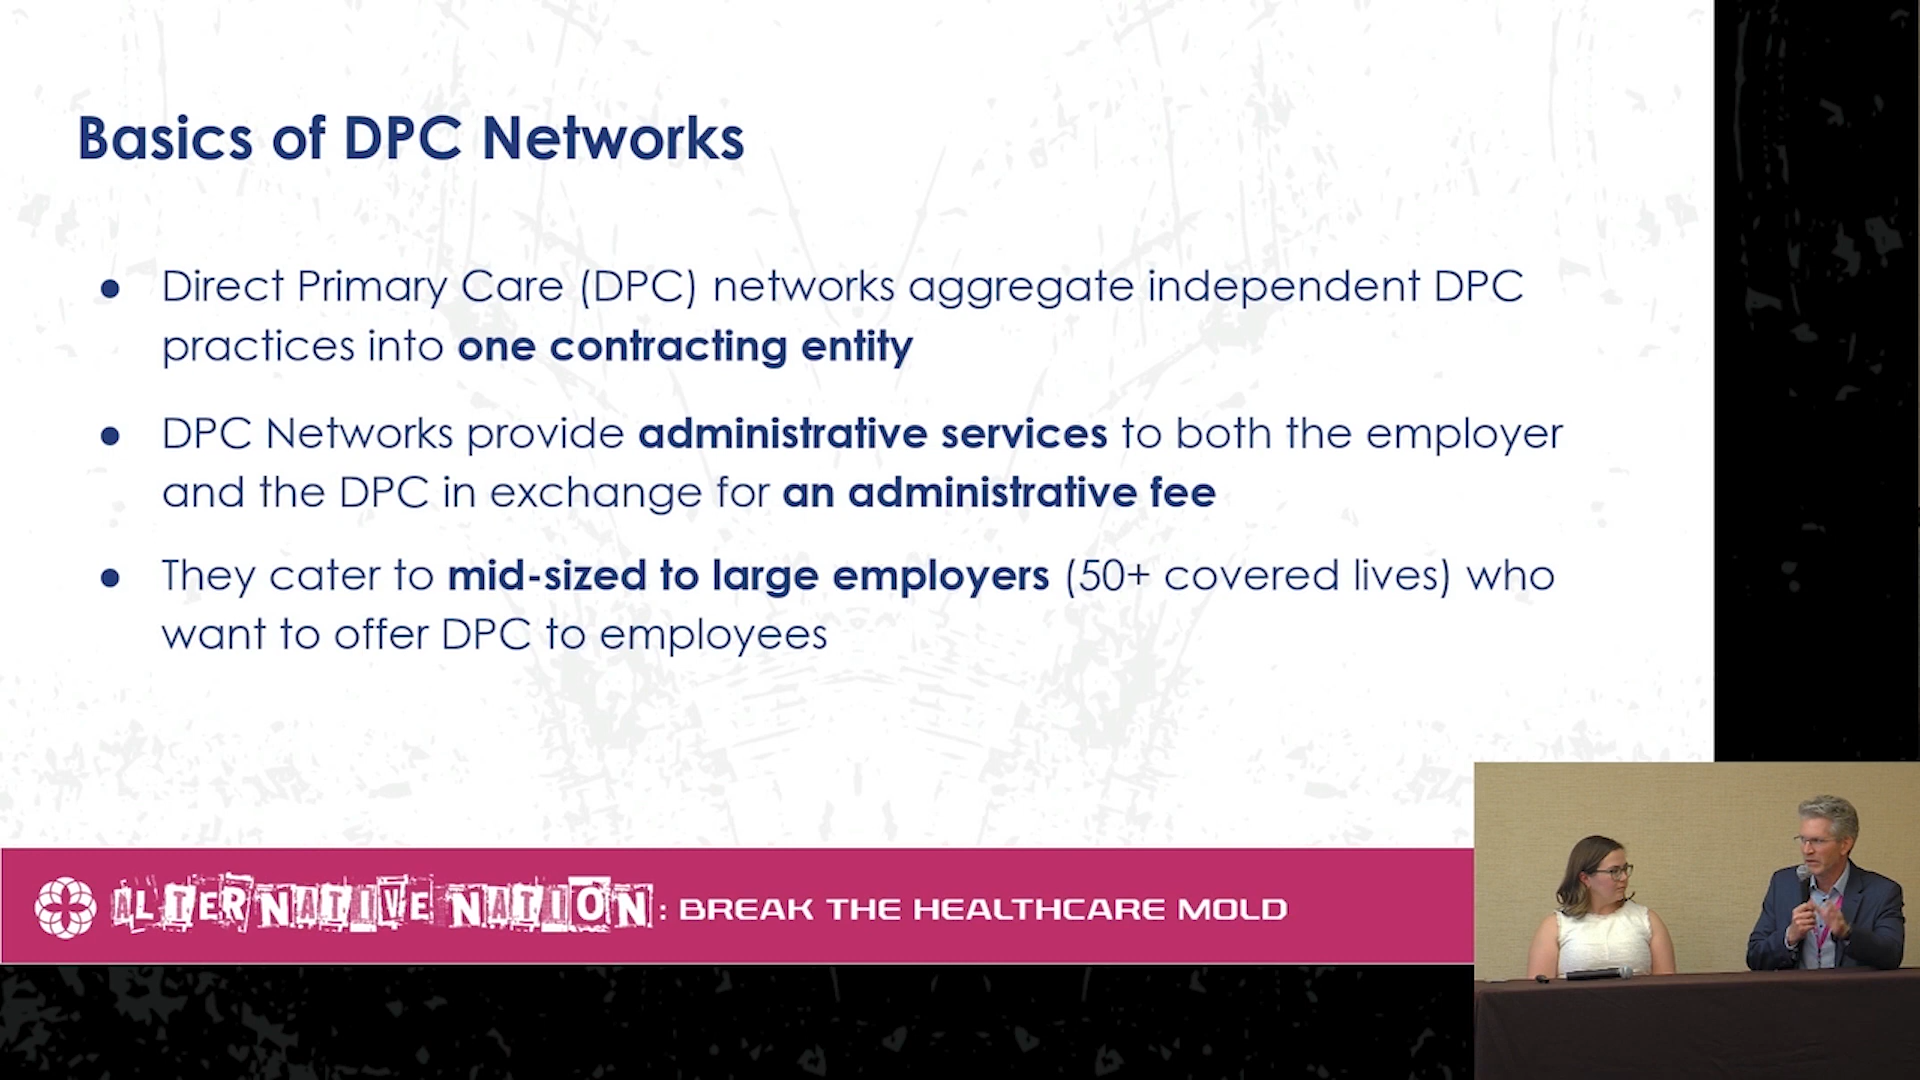 Basics of DPC Networks
● Direct Primary Care (DPC) networks aggregate independent DPC
practices into one contracting entity
● DPC Networks provide administrative services to both the employer
and the DPC in exchange for an administrative fee
● They cater to mid-sized to large employers (50+ covered lives) who
want to offer DPC to employees
ALTERNATIVE NATION: BREAK THE HEALTHCARE MOLD